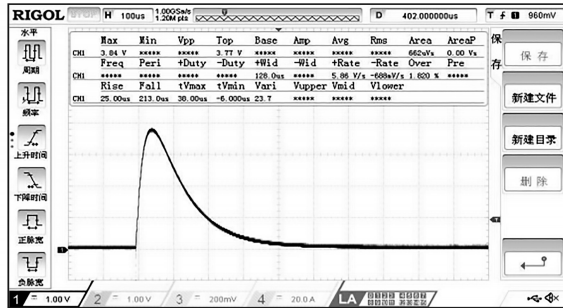 RIGOL STOP H 100us 1.00GSa/s D 402.000000us T f 1 960mV
1.20M pts
水平
周期
频率
上升时间
下降时间
正脉宽
负脉宽
Max Min Vpp Top Base Amp Avg Rms Area AreaP
CH1 3.84 V ***** ***** 3.77 V ***** ***** ***** ***** 662uVs 0.00 Vs
Freq Peri +Duty -Duty +Wid -Wid +Rate -Rate Over Pre
CH1 ***** ***** ***** ***** 128.0us ***** 5.86 V/s -688mV/s 1.820 % *****
Rise Fall tVmax tVmin Vari Vupper Vmid Vlower
CH1 25.00us 213.0us 38.00us -6.000us 23.7 ***** ***** *****
保存
保 存
新建文件
新建目录
删 除
1 = 1.00 V 2 = 1.00 V 3 = 200mV 4 = 20.0 A LA